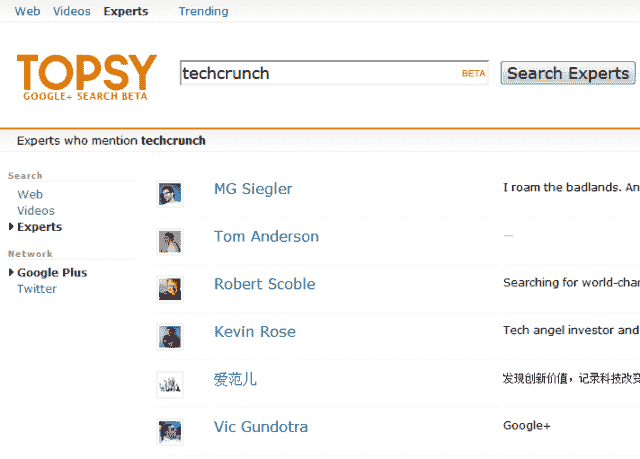 Web Videos Experts Trending
TOPSY
GOOGLE+ SEARCH BETA
techcrunch BETA Search Experts
Experts who mention techcrunch
Search
Web
Videos
Experts
Network
Google Plus
Twitter
MG Siegler I roam the badlands. An
Tom Anderson —
Robert Scoble Searching for world-chan
Kevin Rose Tech angel investor and
爱范儿 发现创新价值，记录科技改变
Vic Gundotra Google+